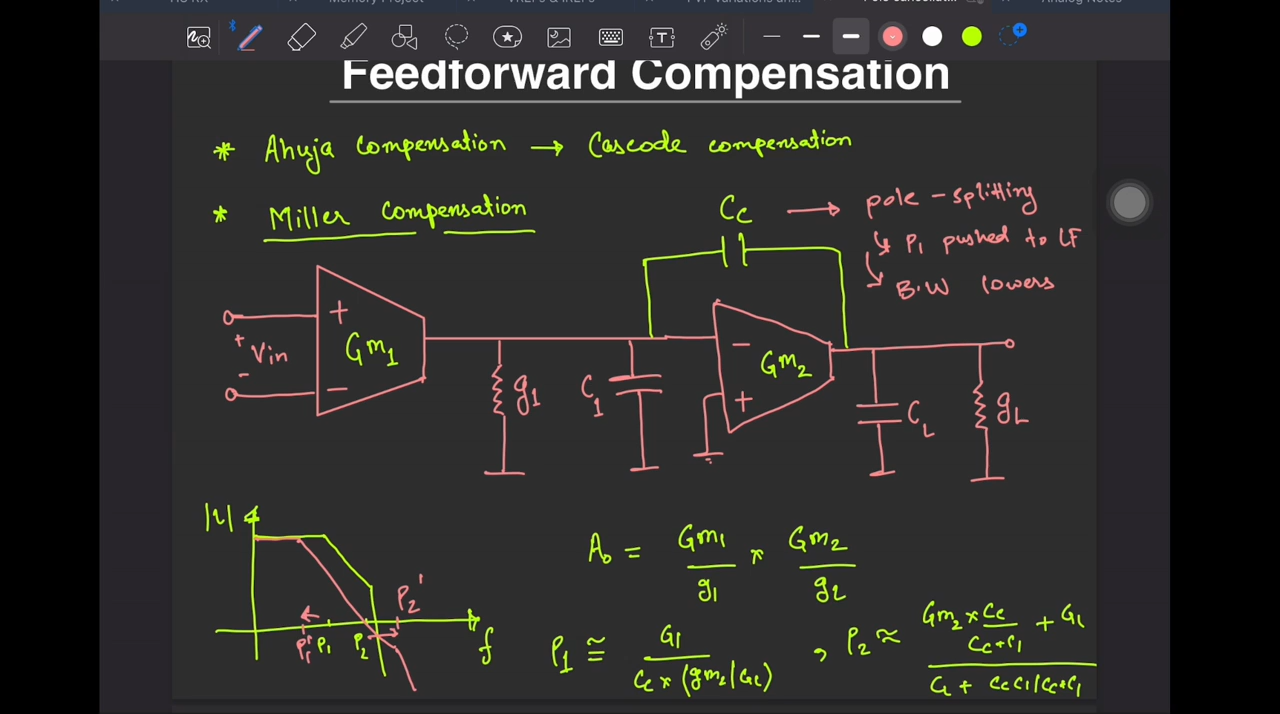 Feedforward Compensation
* Ahuja compensation → Cascode compensation
* Miller compensation
Cc → pole-splitting
↳ P1 pushed to LF
↳ B.W lowers
+
Vin
-
+
Gm1
-
g1
C1
-
Gm2
+
CL
gL
|L|
P1' P1 P2 P2'
f
A0 = Gm1/g1 × Gm2/g2
P1 ≅ G1/(Cc × (gm2/GL)) , P2 ≈ (Gm2 × Cc/(Cc+C1) + GL)/(CL + CcC1/Cc+C1)